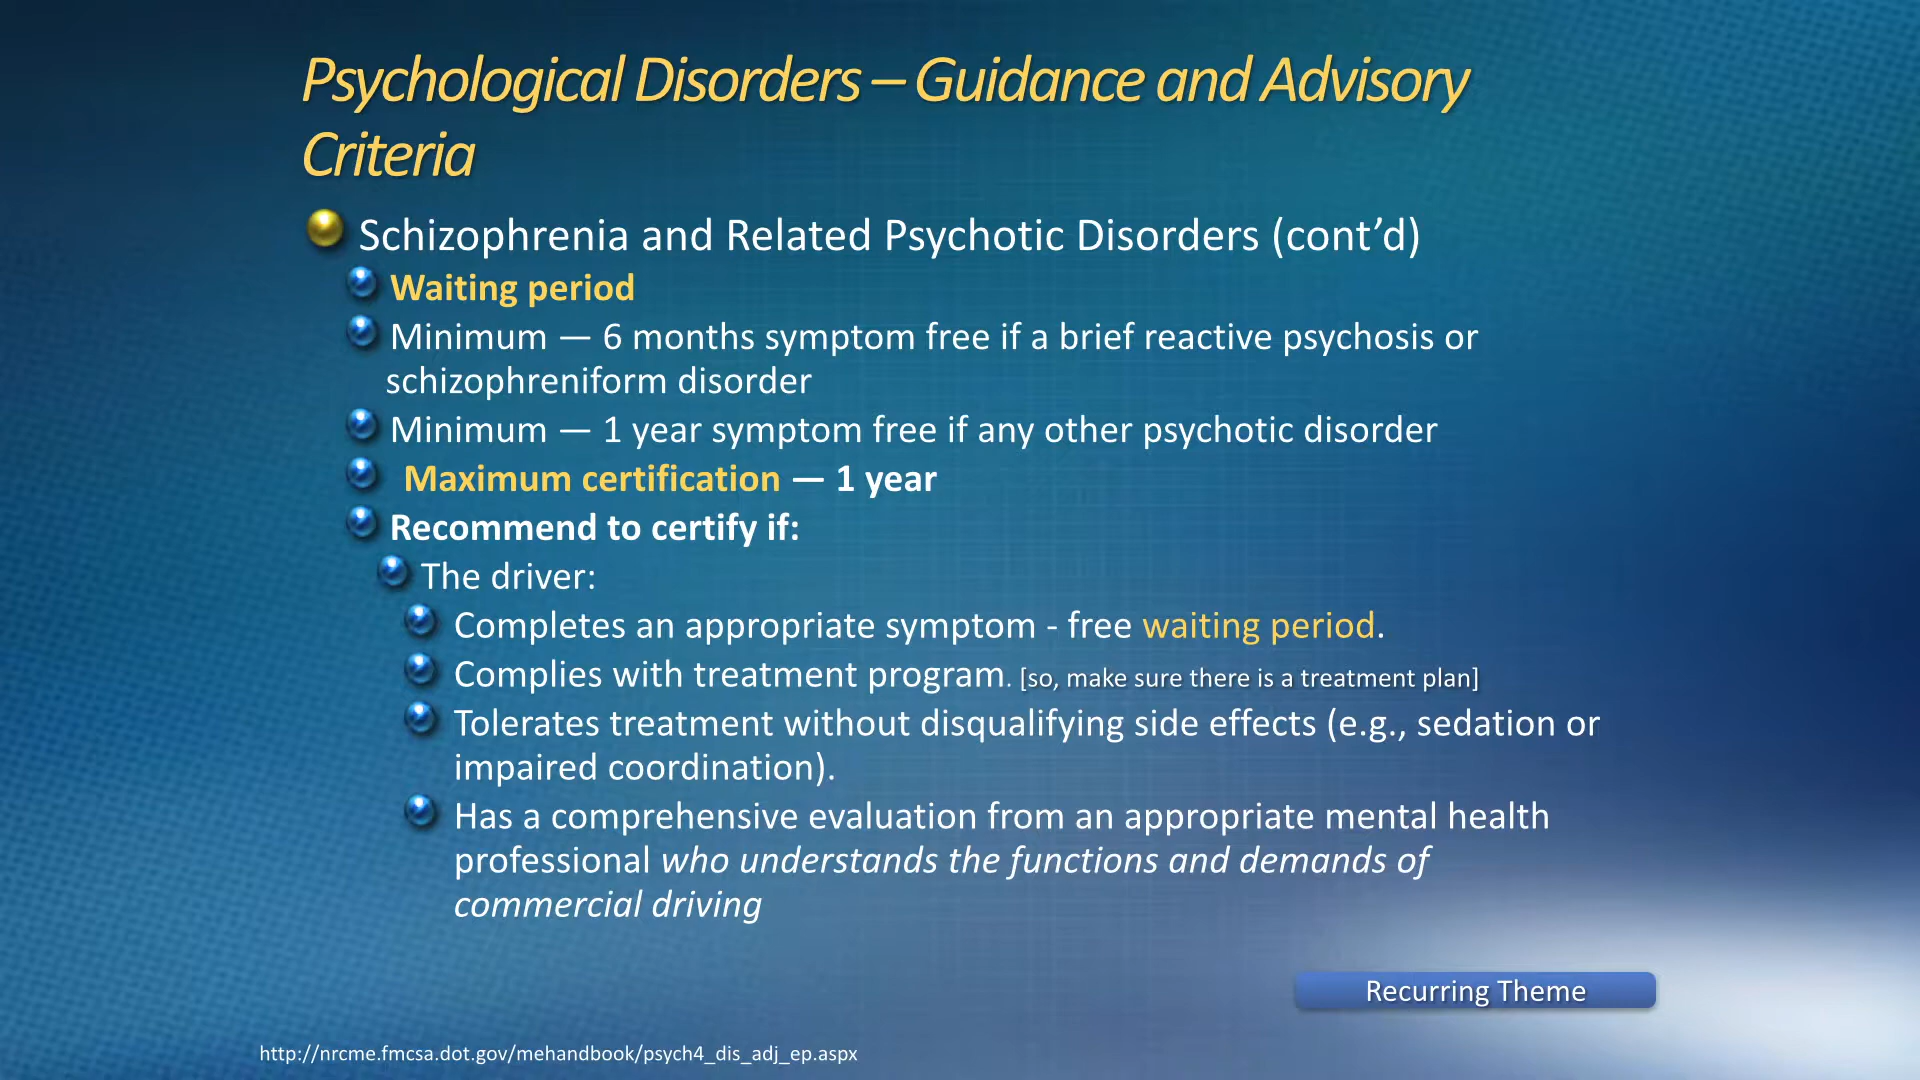 Psychological Disorders – Guidance and Advisory
Criteria
Schizophrenia and Related Psychotic Disorders (cont’d)
Waiting period
Minimum — 6 months symptom free if a brief reactive psychosis or
schizophreniform disorder
Minimum — 1 year symptom free if any other psychotic disorder
Maximum certification — 1 year
Recommend to certify if:
The driver:
Completes an appropriate symptom - free waiting period.
Complies with treatment program. [so, make sure there is a treatment plan]
Tolerates treatment without disqualifying side effects (e.g., sedation or
impaired coordination).
Has a comprehensive evaluation from an appropriate mental health
professional who understands the functions and demands of
commercial driving
Recurring Theme
http://nrcme.fmcsa.dot.gov/mehandbook/psych4_dis_adj_ep.aspx